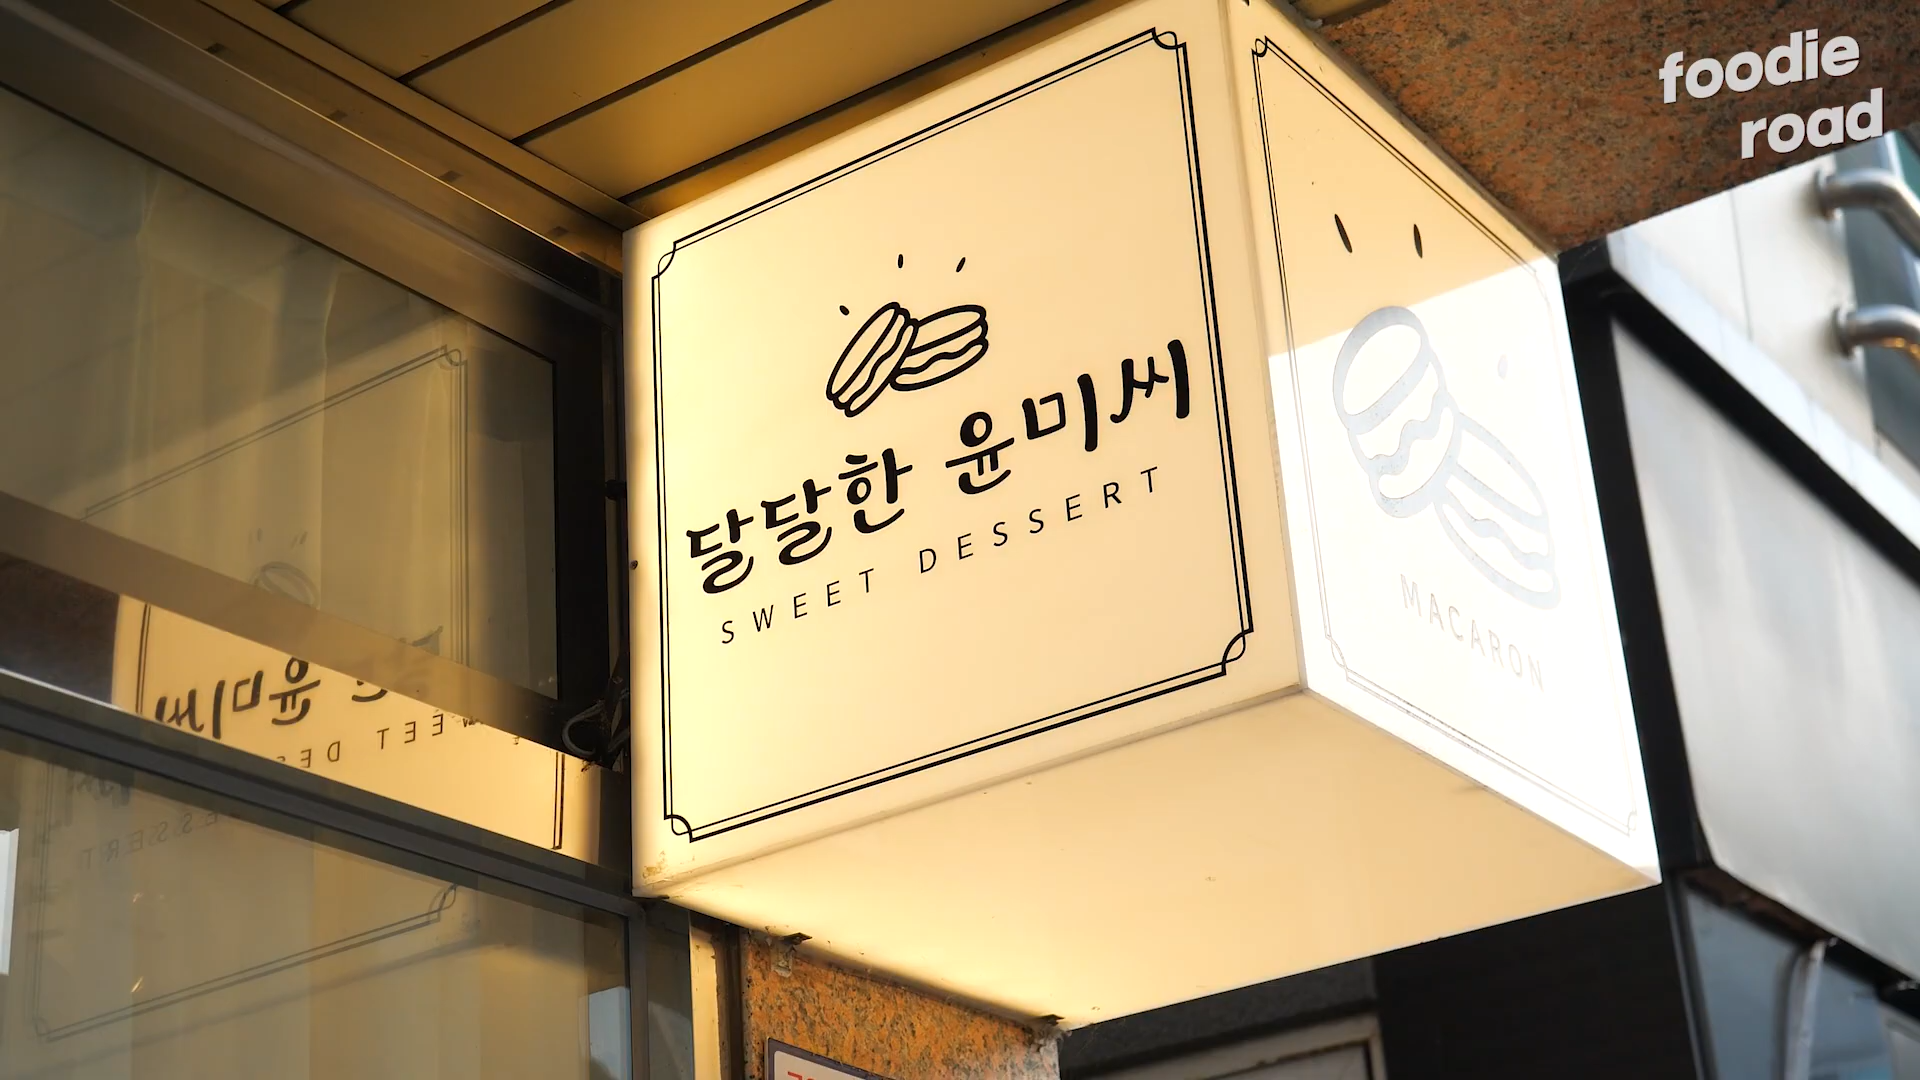 foodie
road
달달한 윤미씨
SWEET DESSERT
MACARON